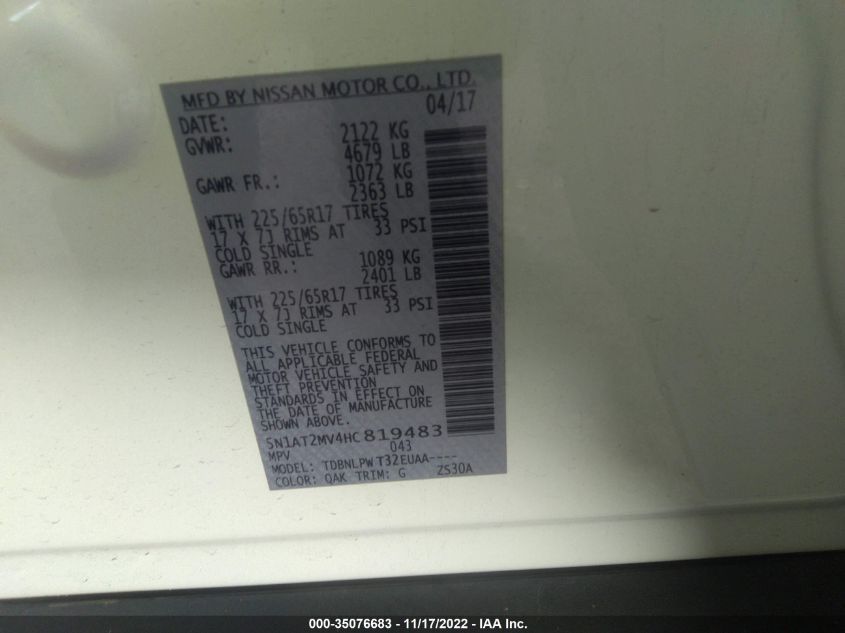 MFD BY NISSAN MOTOR CO., LTD.
DATE: 04/17
GVWR: 2122 KG
4679 LB
GAWR FR.: 1072 KG
2363 LB
WITH 225/65R17 TIRES
17 X 7J RIMS AT 33 PSI
COLD SINGLE
GAWR RR.: 1089 KG
2401 LB
WITH 225/65R17 TIRES
17 X 7J RIMS AT 33 PSI
COLD SINGLE
THIS VEHICLE CONFORMS TO
ALL APPLICABLE FEDERAL
MOTOR VEHICLE SAFETY AND
THEFT PREVENTION
STANDARDS IN EFFECT ON
THE DATE OF MANUFACTURE
SHOWN ABOVE.
5N1AT2MV4HC819483
MPV 043
MODEL: TDBNLPW T32EUAA----
COLOR: QAK TRIM: G ZS30A
000-35076683 - 11/17/2022 - IAA Inc.